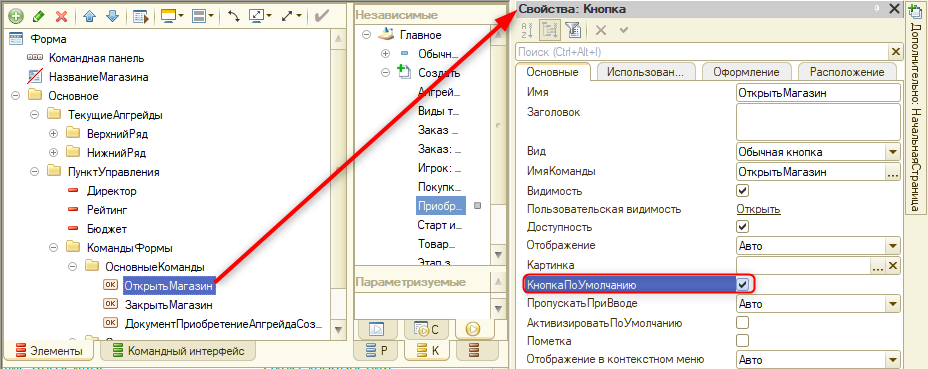 Форма
Командная панель
НазваниеМагазина
Основное
ТекущиеАпгрейды
ВерхнийРяд
НижнийРяд
ПунктУправления
Директор
Рейтинг
Бюджет
КомандыФормы
ОсновныеКоманды
ОткрытьМагазин
ЗакрытьМагазин
ДокументПриобретениеАпгрейдаСоз...
Элементы
Командный интерфейс
Независимые
Главное
Обычн...
Создать
Апгей...
Виды т...
Заказ ...
Заказ: ...
Игрок: ...
Покупк...
Приобр...
Старт и...
Товар...
Этап з...
Параметризуемые
С
Р
К
Свойства: Кнопка
Поиск (Ctrl+Alt+I)
Основные
Использован...
Оформление
Расположение
Имя
ОткрытьМагазин
Заголовок
Вид
Обычная кнопка
ИмяКоманды
ОткрытьМагазин
Видимость
Пользовательская видимость
Открыть
Доступность
Отображение
Авто
Картинка
КнопкаПоУмолчанию
ПропускатьПриВводе
Авто
АктивизироватьПоУмолчанию
Пометка
Отображение в контекстном меню
Авто
Дополнительно: НачальнаяСтраница